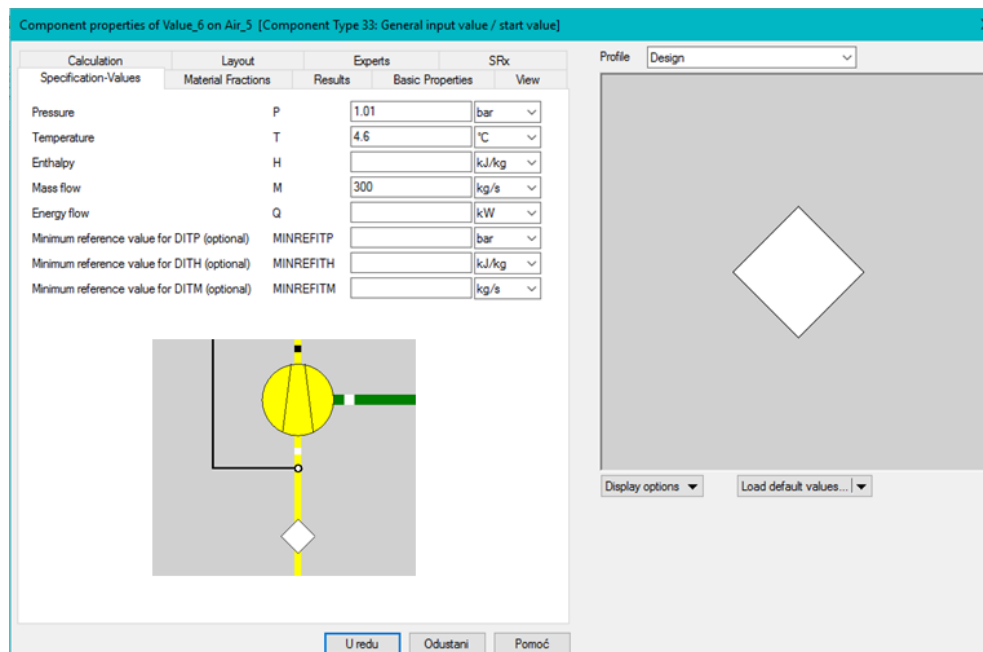 Component properties of Value_6 on Air_5 [Component Type 33: General input value / start value]
Calculation Layout Experts SRx
Specification-Values Material Fractions Results Basic Properties View
Profile Design
Pressure P 1.01 bar
Temperature T 4.6 °C
Enthalpy H kJ/kg
Mass flow M 300 kg/s
Energy flow Q kW
Minimum reference value for DITP (optional) MINREFITP bar
Minimum reference value for DITH (optional) MINREFITH kJ/kg
Minimum reference value for DITM (optional) MINREFITM kg/s
Display options Load default values...
U redu Odustani Pomoć